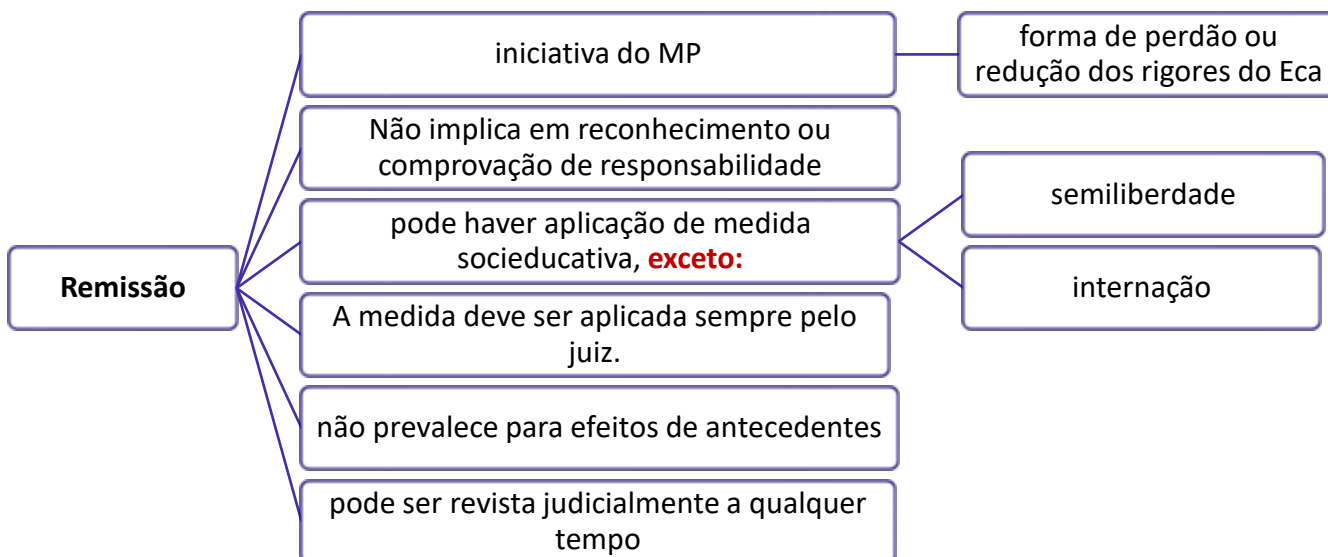 iniciativa do MP
forma de perdão ou
redução dos rigores do Eca
Não implica em reconhecimento ou
comprovação de responsabilidade
pode haver aplicação de medida
socieducativa, exceto:
semiliberdade
internação
Remissão
A medida deve ser aplicada sempre pelo
juiz.
não prevalece para efeitos de antecedentes
pode ser revista judicialmente a qualquer
tempo